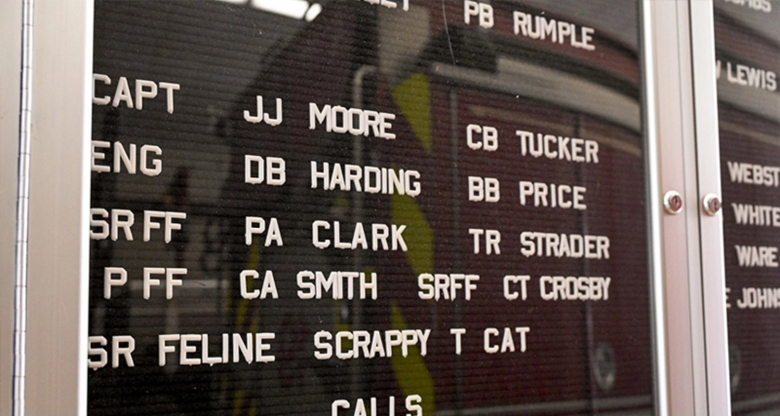 PB RUMPLE
CAPT JJ MOORE CB TUCKER
ENG DB HARDING BB PRICE
SR FF PA CLARK TR STRADER
P FF CA SMITH SRFF CT CROSBY
SR FELINE SCRAPPY T CAT
CALLS
LEWIS
WHITE
WARE